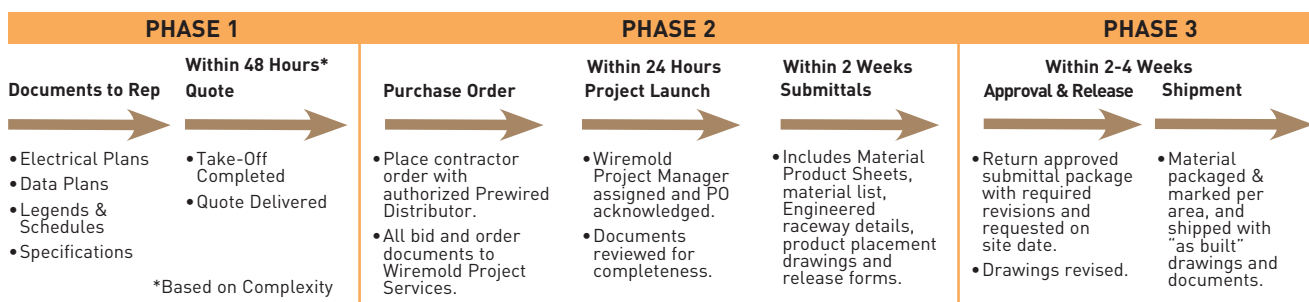 PHASE 1
Documents to Rep
•Electrical Plans
•Data Plans
•Legends &
Schedules
•Specifications
Within 48 Hours*
Quote
•Take-Off
Completed
•Quote Delivered
*Based on Complexity
PHASE 2
Purchase Order
•Place contractor
order with
authorized Prewired
Distributor.
•All bid and order
documents to
Wiremold Project
Services.
Within 24 Hours
Project Launch
•Wiremold
Project Manager
assigned and PO
acknowledged.
•Documents
reviewed for
completeness.
Within 2 Weeks
Submittals
•Includes Material
Product Sheets,
material list,
Engineered
raceway details,
product placement
drawings and
release forms.
PHASE 3
Within 2-4 Weeks
Approval & Release
•Return approved
submittal package
with required
revisions and
requested on
site date.
•Drawings revised.
Shipment
•Material
packaged &
marked per
area, and
shipped with
“as built”
drawings and
documents.